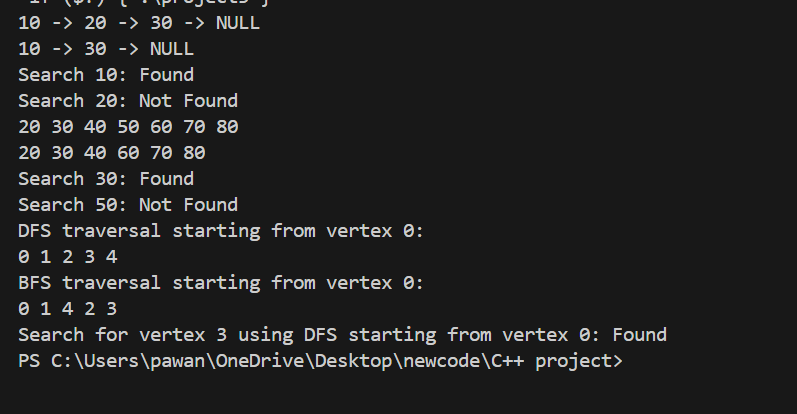 if ($?) { .\project5 }
10 -> 20 -> 30 -> NULL
10 -> 30 -> NULL
Search 10: Found
Search 20: Not Found
20 30 40 50 60 70 80
20 30 40 60 70 80
Search 30: Found
Search 50: Not Found
DFS traversal starting from vertex 0:
0 1 2 3 4
BFS traversal starting from vertex 0:
0 1 4 2 3
Search for vertex 3 using DFS starting from vertex 0: Found
PS C:\Users\pawan\OneDrive\Desktop\newcode\C++ project>